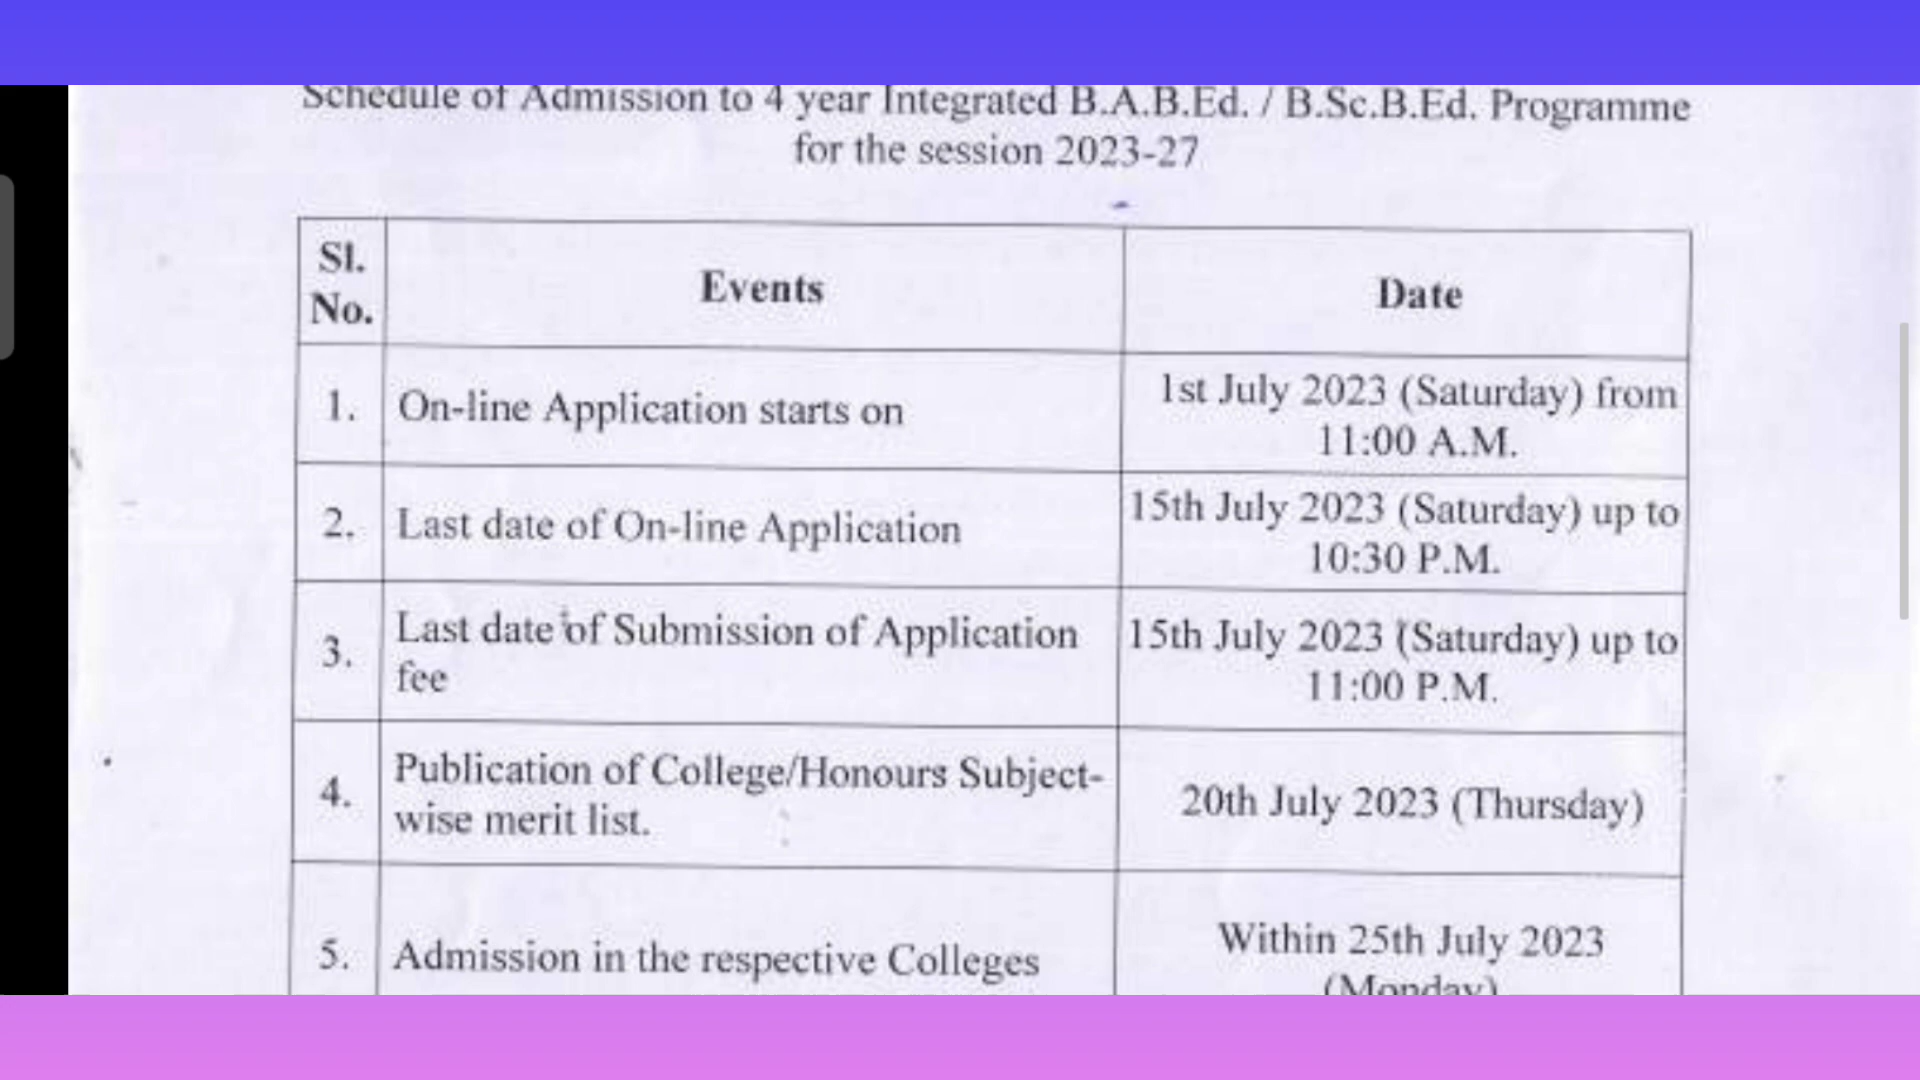 Schedule of Admission to 4 year Integrated B.A.B.Ed. / B.Sc.B.Ed. Programme
for the session 2023-27
Sl.
No.
Events
Date
1.
On-line Application starts on
1st July 2023 (Saturday) from
11:00 A.M.
2.
Last date of On-line Application
15th July 2023 (Saturday) up to
10:30 P.M.
3.
Last date of Submission of Application
fee
15th July 2023 (Saturday) up to
11:00 P.M.
4.
Publication of College/Honours Subject-
wise merit list.
20th July 2023 (Thursday)
5.
Admission in the respective Colleges
Within 25th July 2023
(Monday)